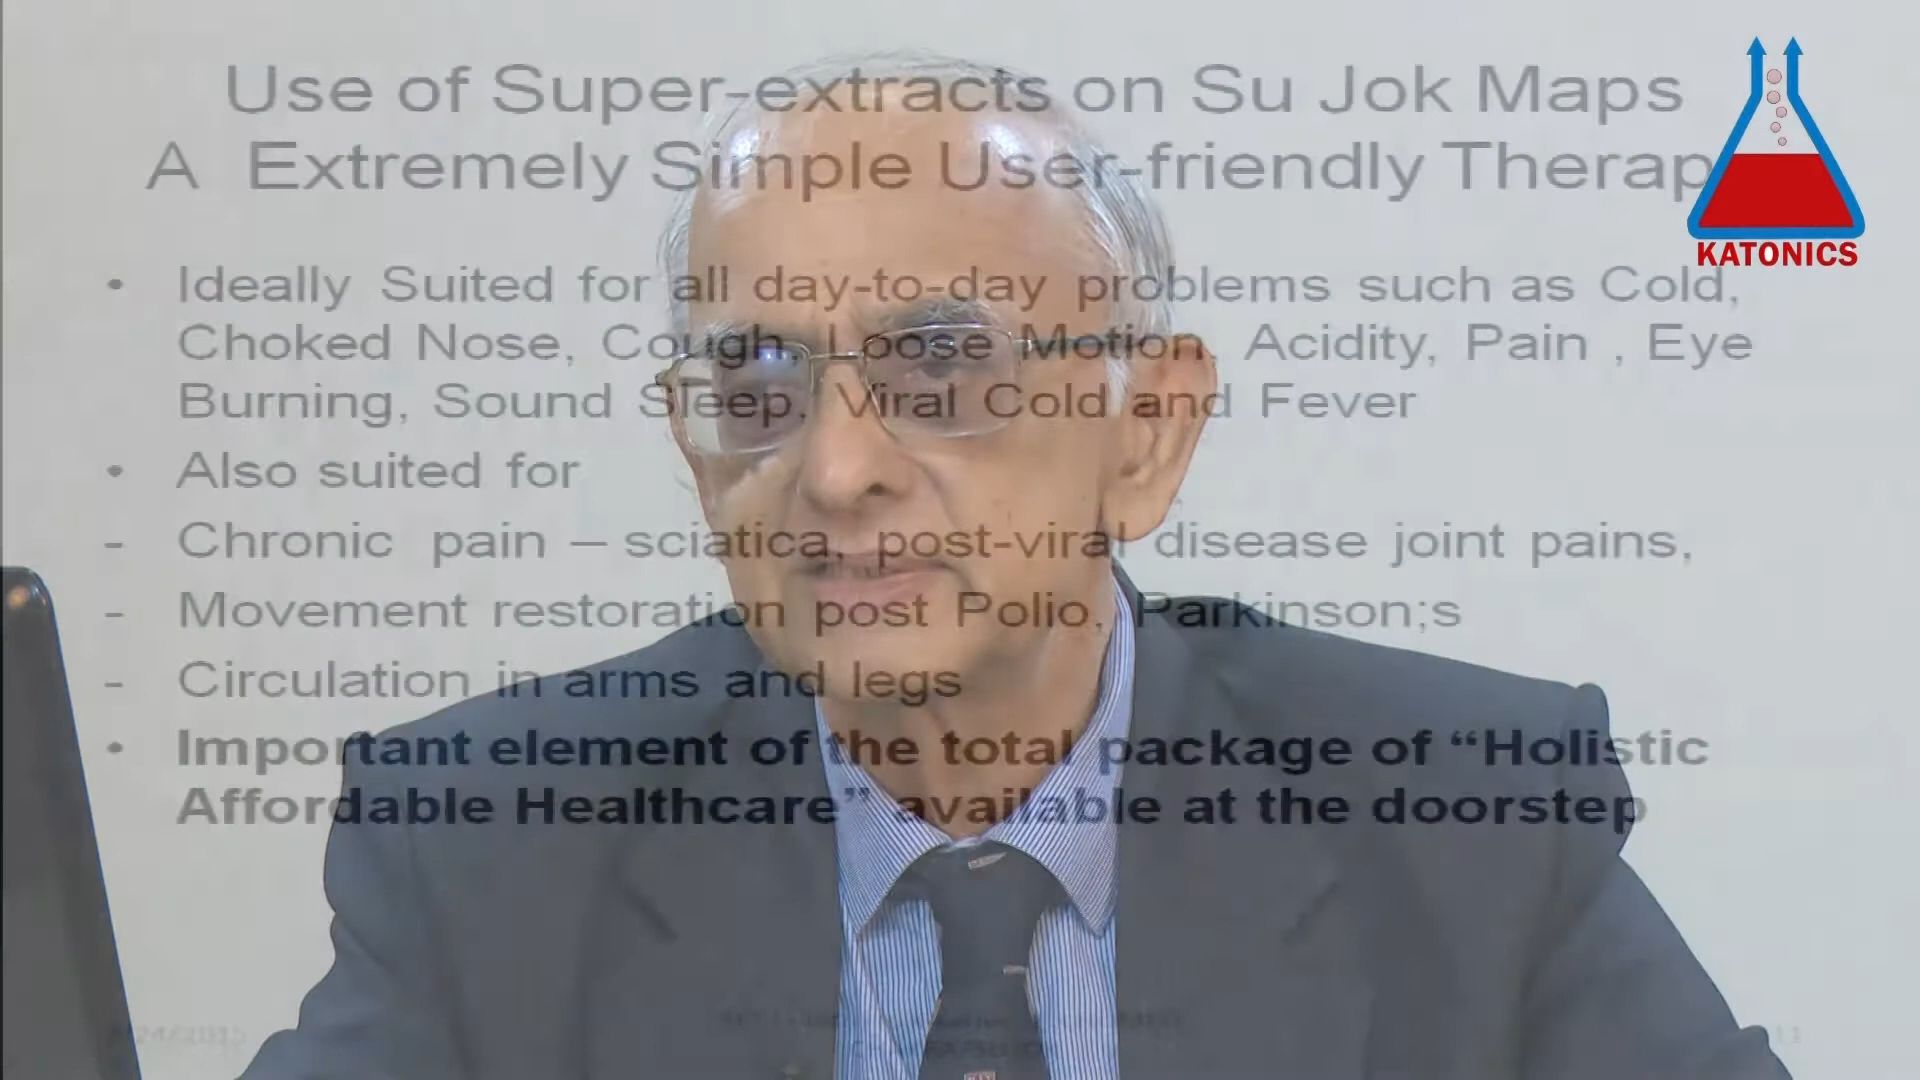 Use of Super-extracts on Su Jok Maps
A Extremely Simple User-friendly Therap
KATONICS
• Ideally Suited for all day-to-day problems such as Cold,
Choked Nose, Cough, Loose Motion, Acidity, Pain , Eye
Burning, Sound Sleep, Viral Cold and Fever
• Also suited for
- Chronic pain – sciatica, post-viral disease joint pains,
- Movement restoration post Polio, Parkinson;s
- Circulation in arms and legs
• Important element of the total package of “Holistic
Affordable Healthcare” available at the doorstep
11